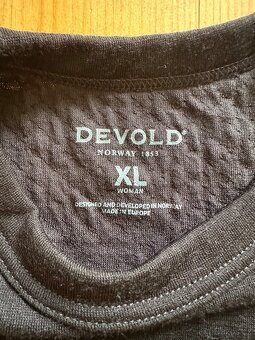 DEVOLD®
NORWAY 1853
XL
WOMAN
DESIGNED AND DEVELOPED IN NORWAY
MADE IN EUROPE